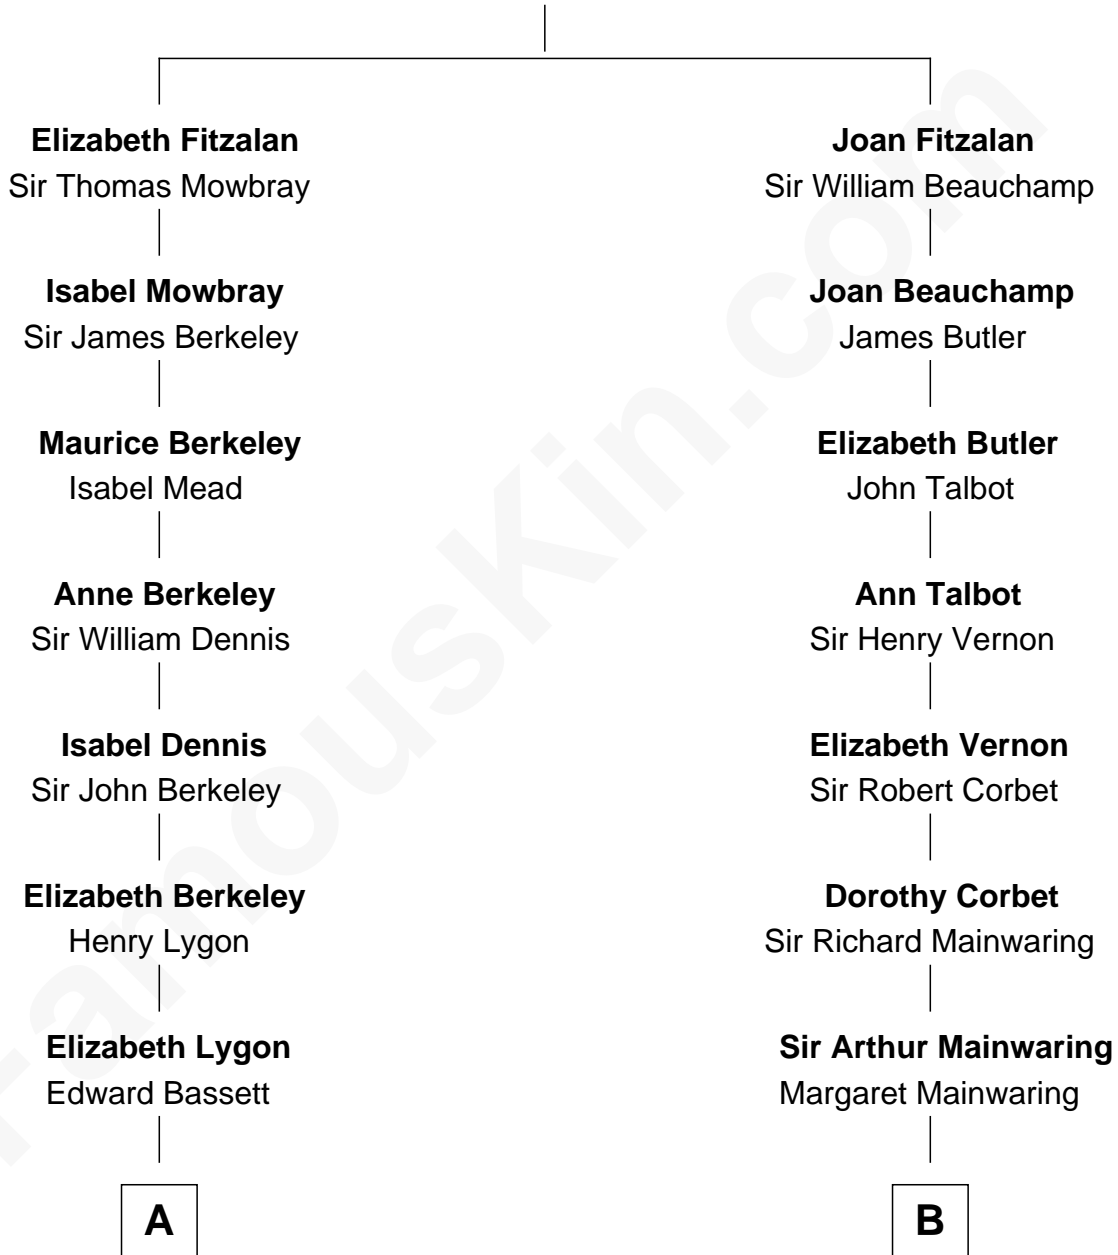 Elizabeth Fitzalan
Sir Thomas Mowbray
Isabel Mowbray
Sir James Berkeley
Maurice Berkeley
Isabel Mead
Anne Berkeley
Sir William Dennis
Isabel Dennis
Sir John Berkeley
Elizabeth Berkeley
Henry Lygon
Elizabeth Lygon
Edward Bassett
A
Joan Fitzalan
Sir William Beauchamp
Joan Beauchamp
James Butler
Elizabeth Butler
John Talbot
Ann Talbot
Sir Henry Vernon
Elizabeth Vernon
Sir Robert Corbet
Dorothy Corbet
Sir Richard Mainwaring
Sir Arthur Mainwaring
Margaret Mainwaring
B
FamousKin.com